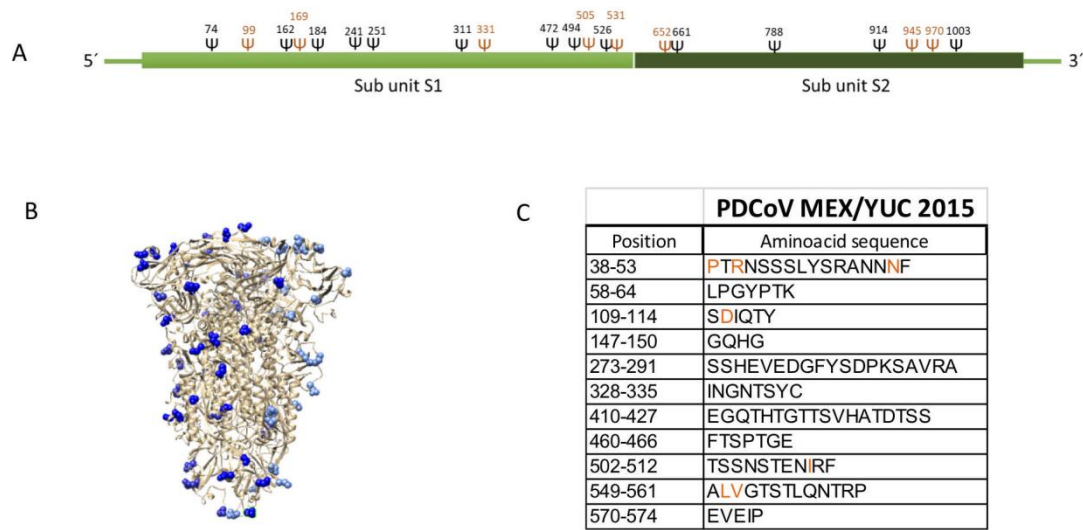 A
5´
74 99 162 169 184 241 251 311 331 472 494 505 526 531 652 661 788 914 945 970 1003
Ψ Ψ Ψ Ψ Ψ Ψ Ψ Ψ Ψ Ψ Ψ Ψ Ψ Ψ Ψ Ψ Ψ Ψ Ψ Ψ Ψ
3´
Sub unit S1 Sub unit S2
B
C
PDCoV MEX/YUC 2015
Position Aminoacid sequence
38-53 PTRNSSSLYSRANNNF
58-64 LPGYPTK
109-114 SDIQTY
147-150 GQHG
273-291 SSHEVEDGFYSDPKSAVRA
328-335 INGNTSYC
410-427 EGQTHTGTTSVHATDTSS
460-466 FTSPTGE
502-512 TSSNSTENIRF
549-561 ALVGTSTLQNTRP
570-574 EVEIP